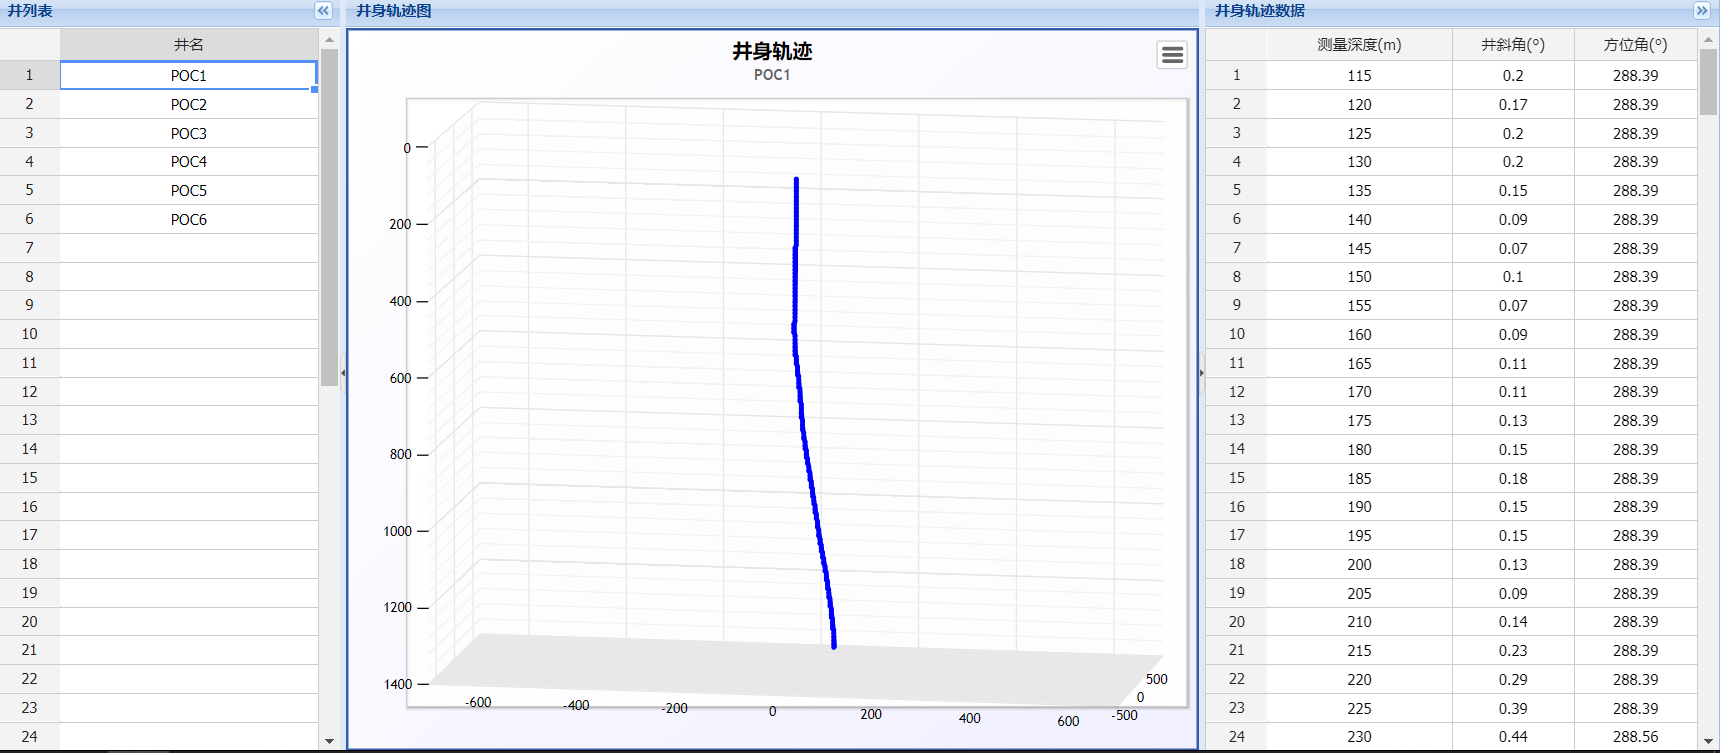 井列表
井名
1 POC1
2 POC2
3 POC3
4 POC4
5 POC5
6 POC6
7
8
9
10
11
12
13
14
15
16
17
18
19
20
21
22
23
24
井身轨迹图
井身轨迹
POC1
0
200
400
600
800
1000
1200
1400
-600 -400 -200 0 200 400 600
-500 0 500
井身轨迹数据
测量深度(m) 井斜角(°) 方位角(°)
1 115 0.2 288.39
2 120 0.17 288.39
3 125 0.2 288.39
4 130 0.2 288.39
5 135 0.15 288.39
6 140 0.09 288.39
7 145 0.07 288.39
8 150 0.1 288.39
9 155 0.07 288.39
10 160 0.09 288.39
11 165 0.11 288.39
12 170 0.11 288.39
13 175 0.13 288.39
14 180 0.15 288.39
15 185 0.18 288.39
16 190 0.15 288.39
17 195 0.15 288.39
18 200 0.13 288.39
19 205 0.09 288.39
20 210 0.14 288.39
21 215 0.23 288.39
22 220 0.29 288.39
23 225 0.39 288.39
24 230 0.44 288.56